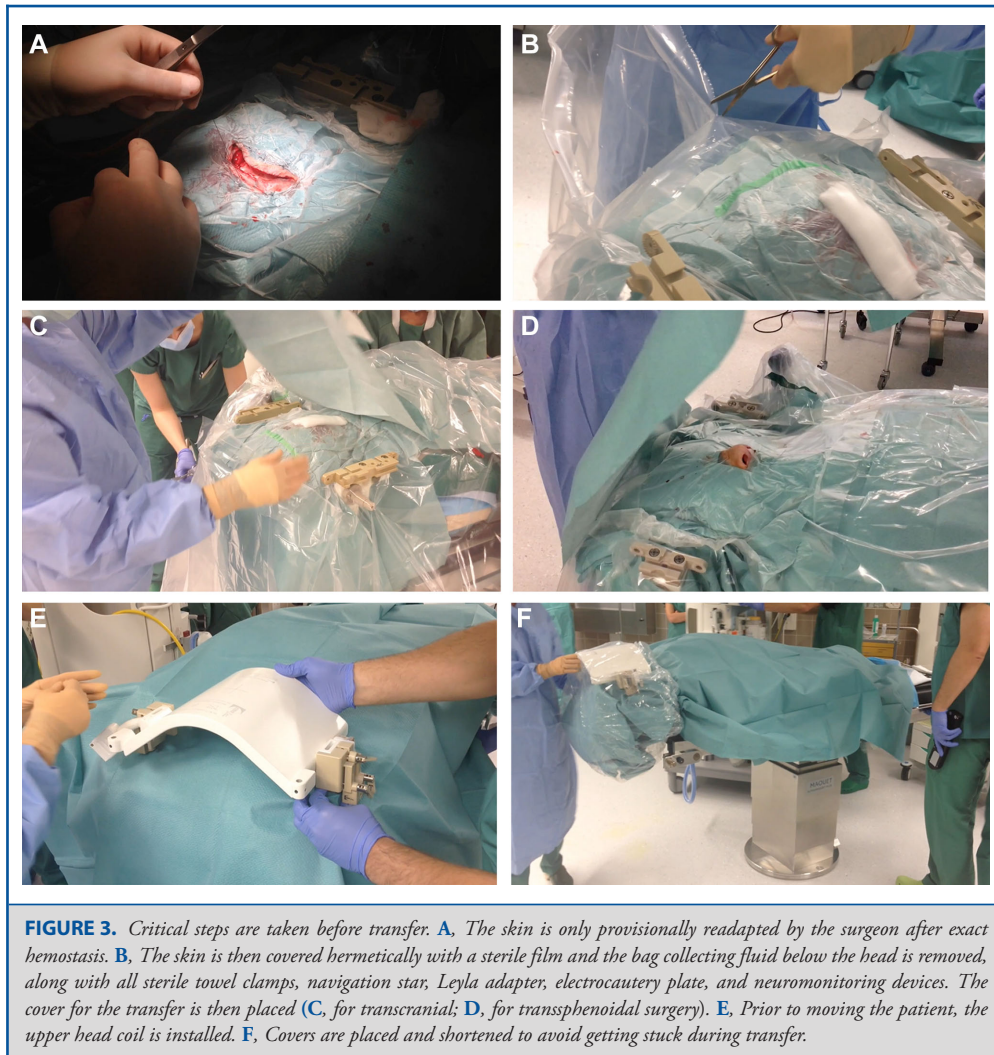 A
B
C
D
E
F
MAQUET
FIGURE 3. Critical steps are taken before transfer. A, The skin is only provisionally readapted by the surgeon after exact
hemostasis. B, The skin is then covered hermetically with a sterile film and the bag collecting fluid below the head is removed,
along with all sterile towel clamps, navigation star, Leyla adapter, electrocautery plate, and neuromonitoring devices. The
cover for the transfer is then placed (C, for transcranial; D, for transsphenoidal surgery). E, Prior to moving the patient, the
upper head coil is installed. F, Covers are placed and shortened to avoid getting stuck during transfer.